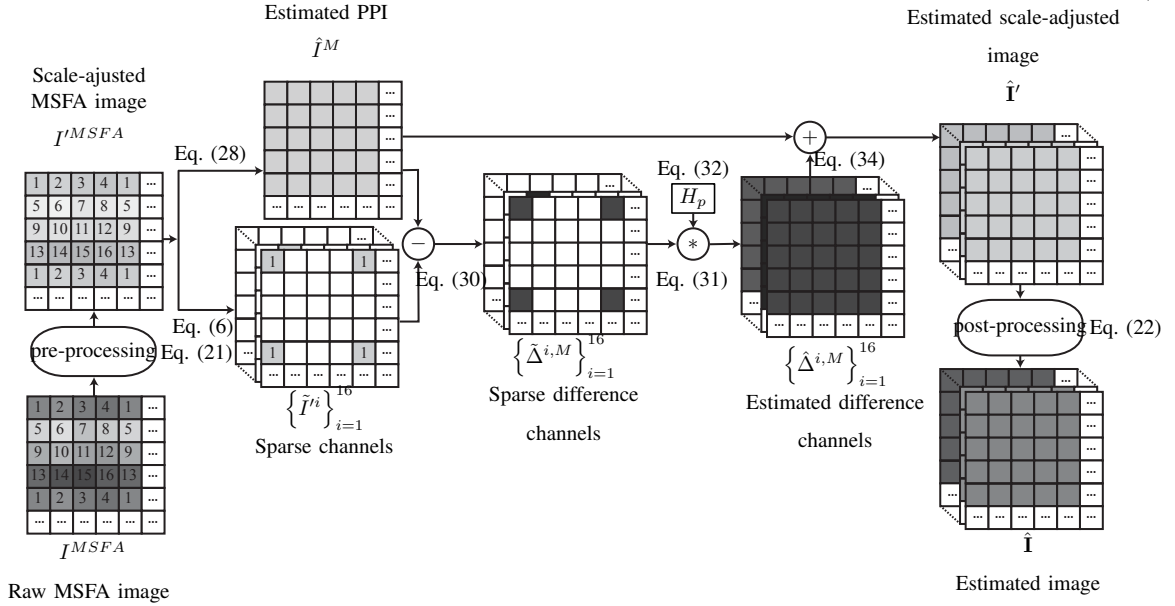 Estimated PPI
Î^M
Scale-ajusted
MSFA image
I'^{MSFA}
1 2 3 4 1 ...
5 6 7 8 5 ...
9 10 11 12 9 ...
13 14 15 16 13 ...
1 2 3 4 1 ...
... ... ... ... ... ...
pre-processing
Eq. (21)
1 2 3 4 1 ...
5 6 7 8 5 ...
9 10 11 12 9 ...
13 14 15 16 13 ...
1 2 3 4 1 ...
... ... ... ... ... ...
I^{MSFA}
Raw MSFA image
Eq. (28)
Eq. (6)
...
...
...
...
...
... ... ... ... ... ...
1 1 ...
...
...
...
1 1 ...
... ... ... ... ... ...
{Ĩ'^i}_{i=1}^{16}
Sparse channels
−
Eq. (30)
...
...
...
...
...
... ... ... ... ... ...
{Δ̃^{i,M}}_{i=1}^{16}
Sparse difference
channels
Eq. (32)
H_p
*
Eq. (31)
...
...
...
...
...
... ... ... ... ... ...
{Δ̂^{i,M}}_{i=1}^{16}
Estimated difference
channels
+
Eq. (34)
Estimated scale-adjusted
image
Î'
...
...
...
...
...
... ... ... ... ... ...
post-processing
Eq. (22)
...
...
...
...
...
... ... ... ... ... ...
Î
Estimated image